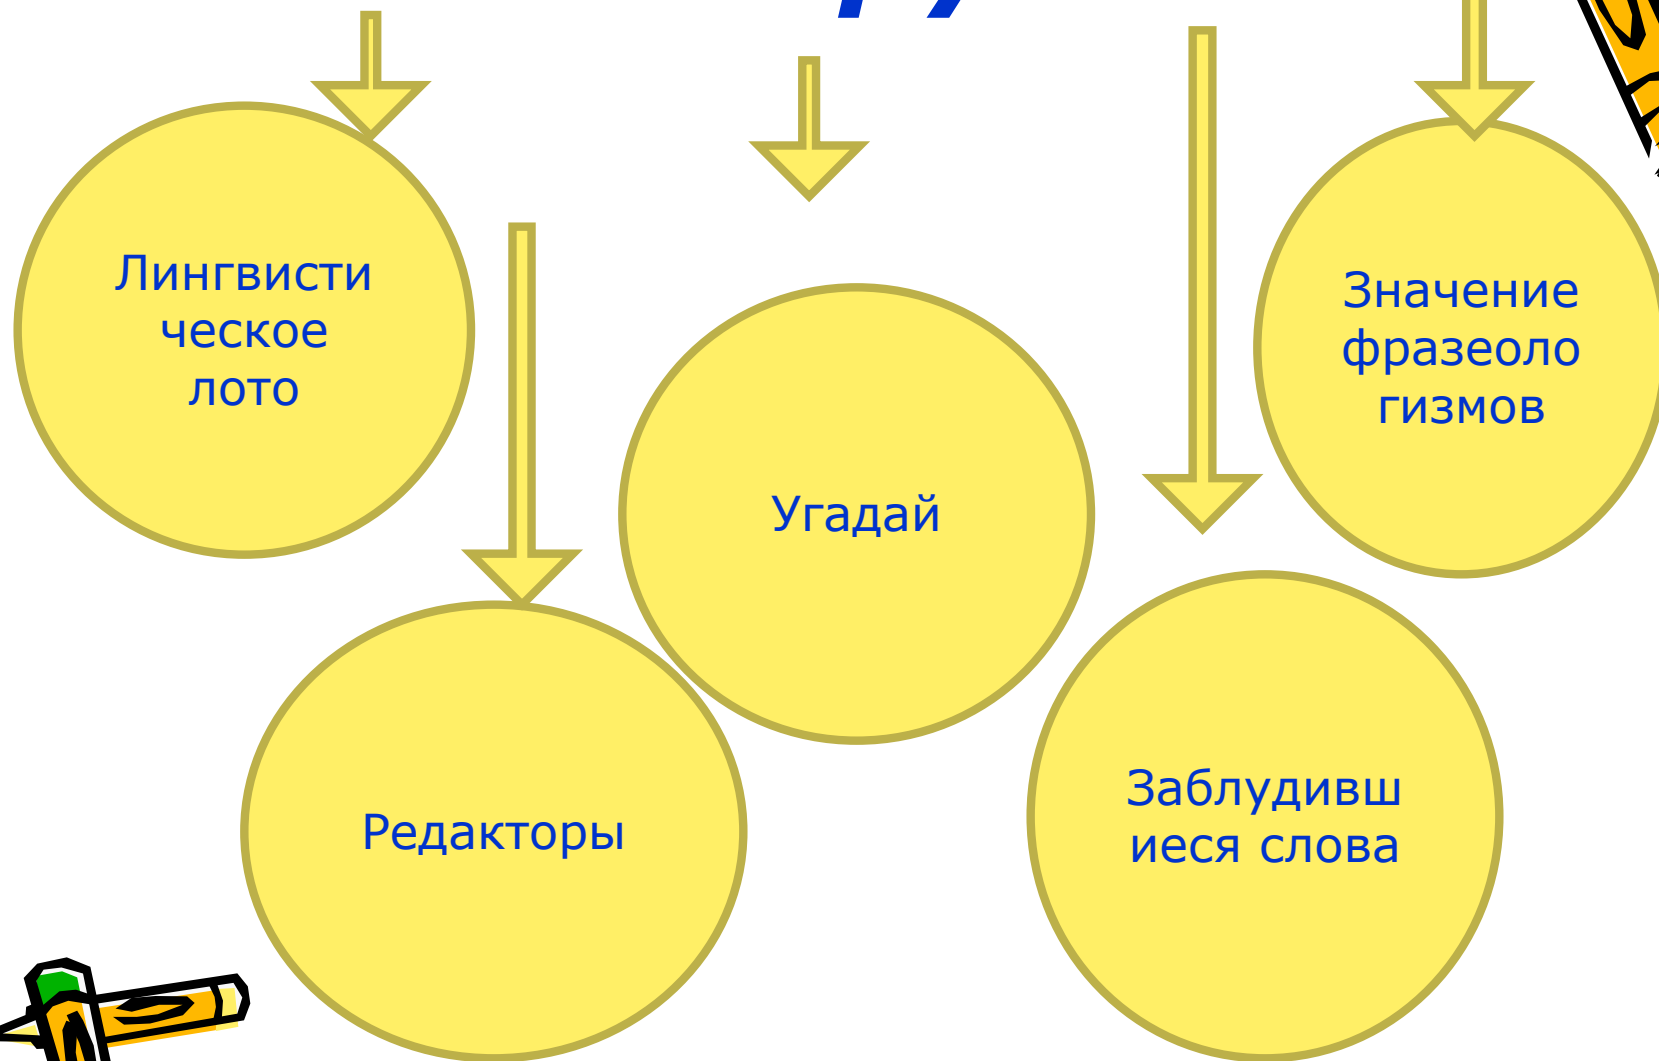 Лингвисти
ческое
лото
Значение
фразеоло
гизмов
Угадай
Редакторы
Заблудивш
иеся слова